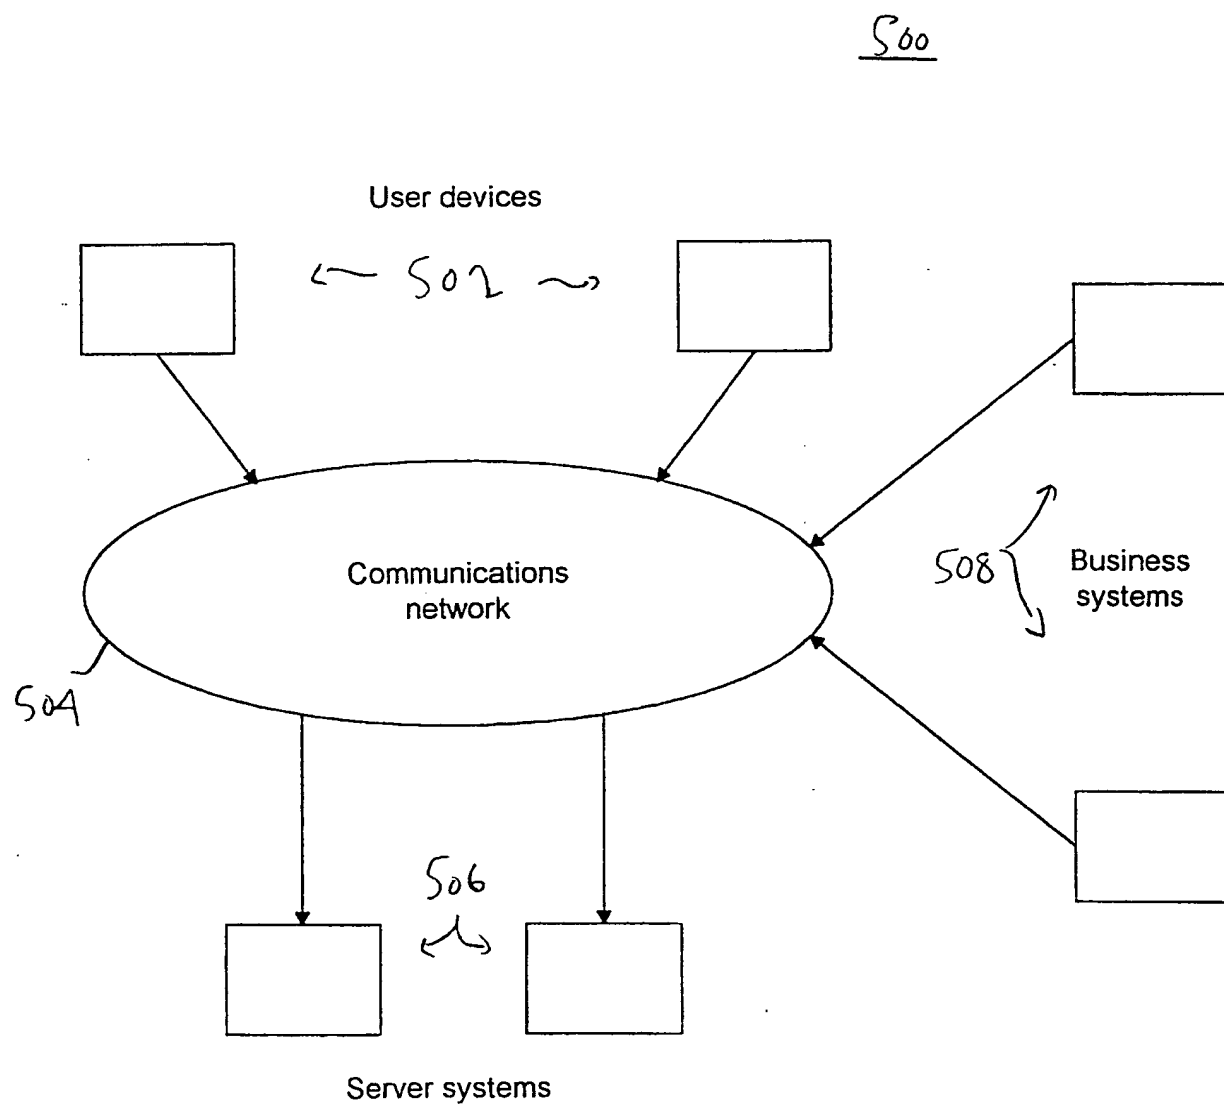 500
User devices
502
508
Business
systems
Communications
network
504
506
Server systems